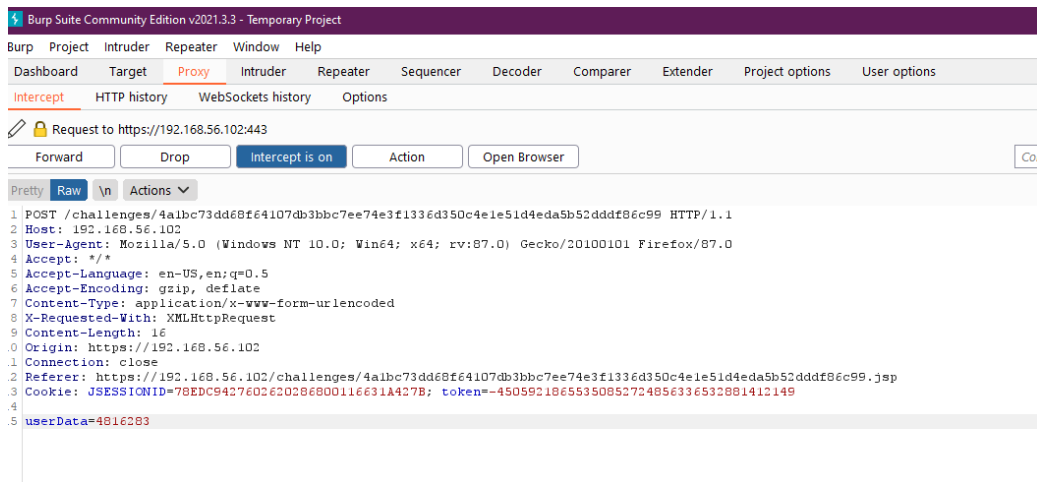 Burp Suite Community Edition v2021.3.3 - Temporary Project
Burp Project Intruder Repeater Window Help
Dashboard Target Proxy Intruder Repeater Sequencer Decoder Comparer Extender Project options User options
Intercept HTTP history WebSockets history Options
Request to https://192.168.56.102:443
Forward Drop Intercept is on Action Open Browser
Pretty Raw \n Actions
1 POST /challenges/4a1bc73dd68f64107db3bbc7ee74e3f1336d350c4e1e51d4eda5b52dddf86c99 HTTP/1.1
2 Host: 192.168.56.102
3 User-Agent: Mozilla/5.0 (Windows NT 10.0; Win64; x64; rv:87.0) Gecko/20100101 Firefox/87.0
4 Accept: */*
5 Accept-Language: en-US,en;q=0.5
6 Accept-Encoding: gzip, deflate
7 Content-Type: application/x-www-form-urlencoded
8 X-Requested-With: XMLHttpRequest
9 Content-Length: 16
.0 Origin: https://192.168.56.102
.1 Connection: close
.2 Referer: https://192.168.56.102/challenges/4a1bc73dd68f64107db3bbc7ee74e3f1336d350c4e1e51d4eda5b52dddf86c99.jsp
.3 Cookie: JSESSIONID=78EDC9427602620286800116631A427B; token=-45059218655350852724856336532881412149
.4
.5 userData=4816283